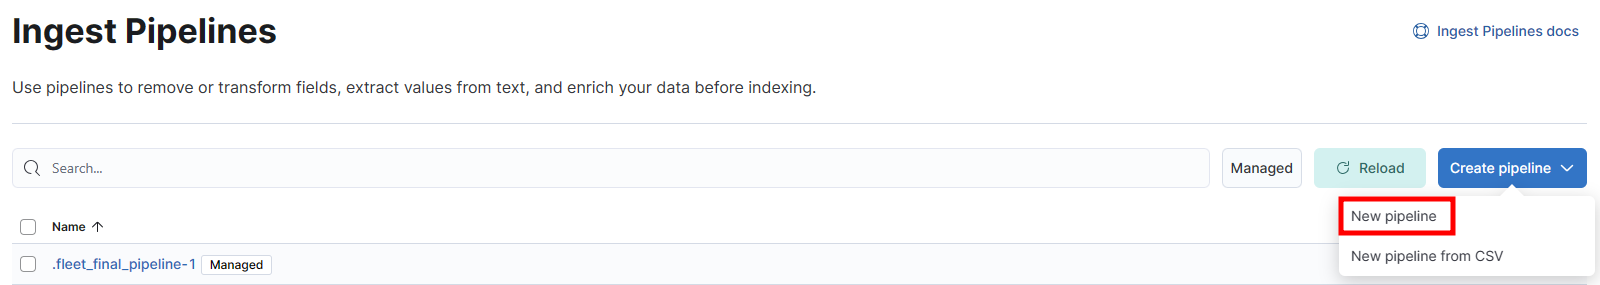 Ingest Pipelines
Ingest Pipelines docs
Use pipelines to remove or transform fields, extract values from text, and enrich your data before indexing.
Search...
Managed
Reload
Create pipeline
New pipeline
New pipeline from CSV
Name
.fleet_final_pipeline-1 Managed